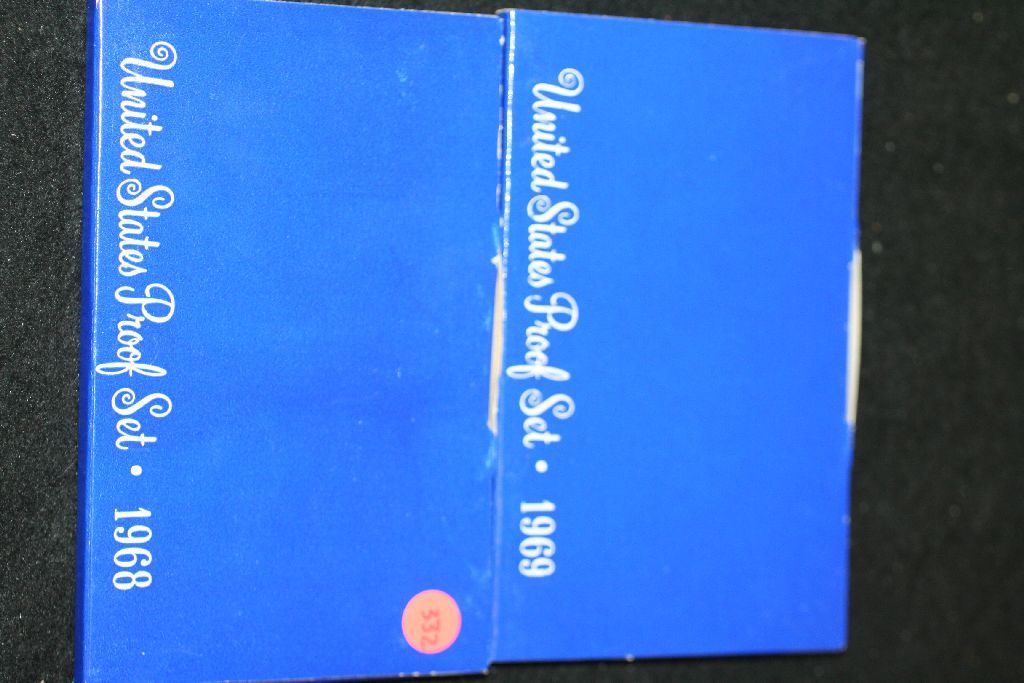 United States Proof Set • 1968
332
United States Proof Set • 1969